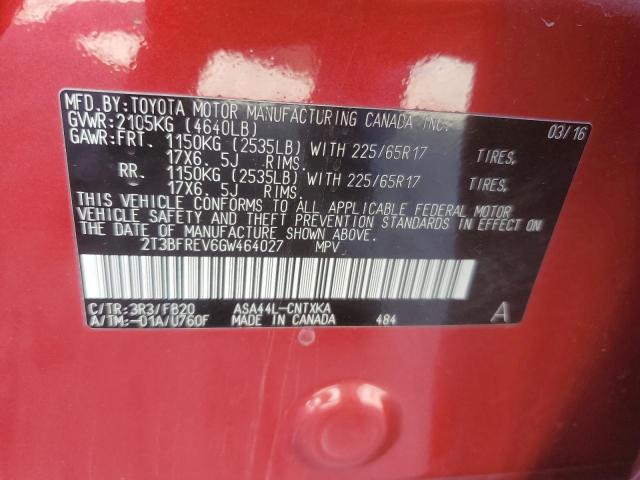 MFD.BY:TOYOTA MOTOR MANUFACTURING CANADA INC. 03/16
GVWR:2105KG (4640LB)
GAWR:FRT. 1150KG (2535LB) WITH 225/65R17 TIRES,
17X6.5J RIMS.
RR. 1150KG (2535LB) WITH 225/65R17 TIRES,
17X6.5J RIMS.
THIS VEHICLE CONFORMS TO ALL APPLICABLE FEDERAL MOTOR
VEHICLE SAFETY AND THEFT PREVENTION STANDARDS IN EFFECT ON
THE DATE OF MANUFACTURE SHOWN ABOVE.
2T3BFREV6GW464027 MPV
C/TR:3R3/FB20 ASA44L-CNTXKA A
A/TM:-01A/U760F MADE IN CANADA 484